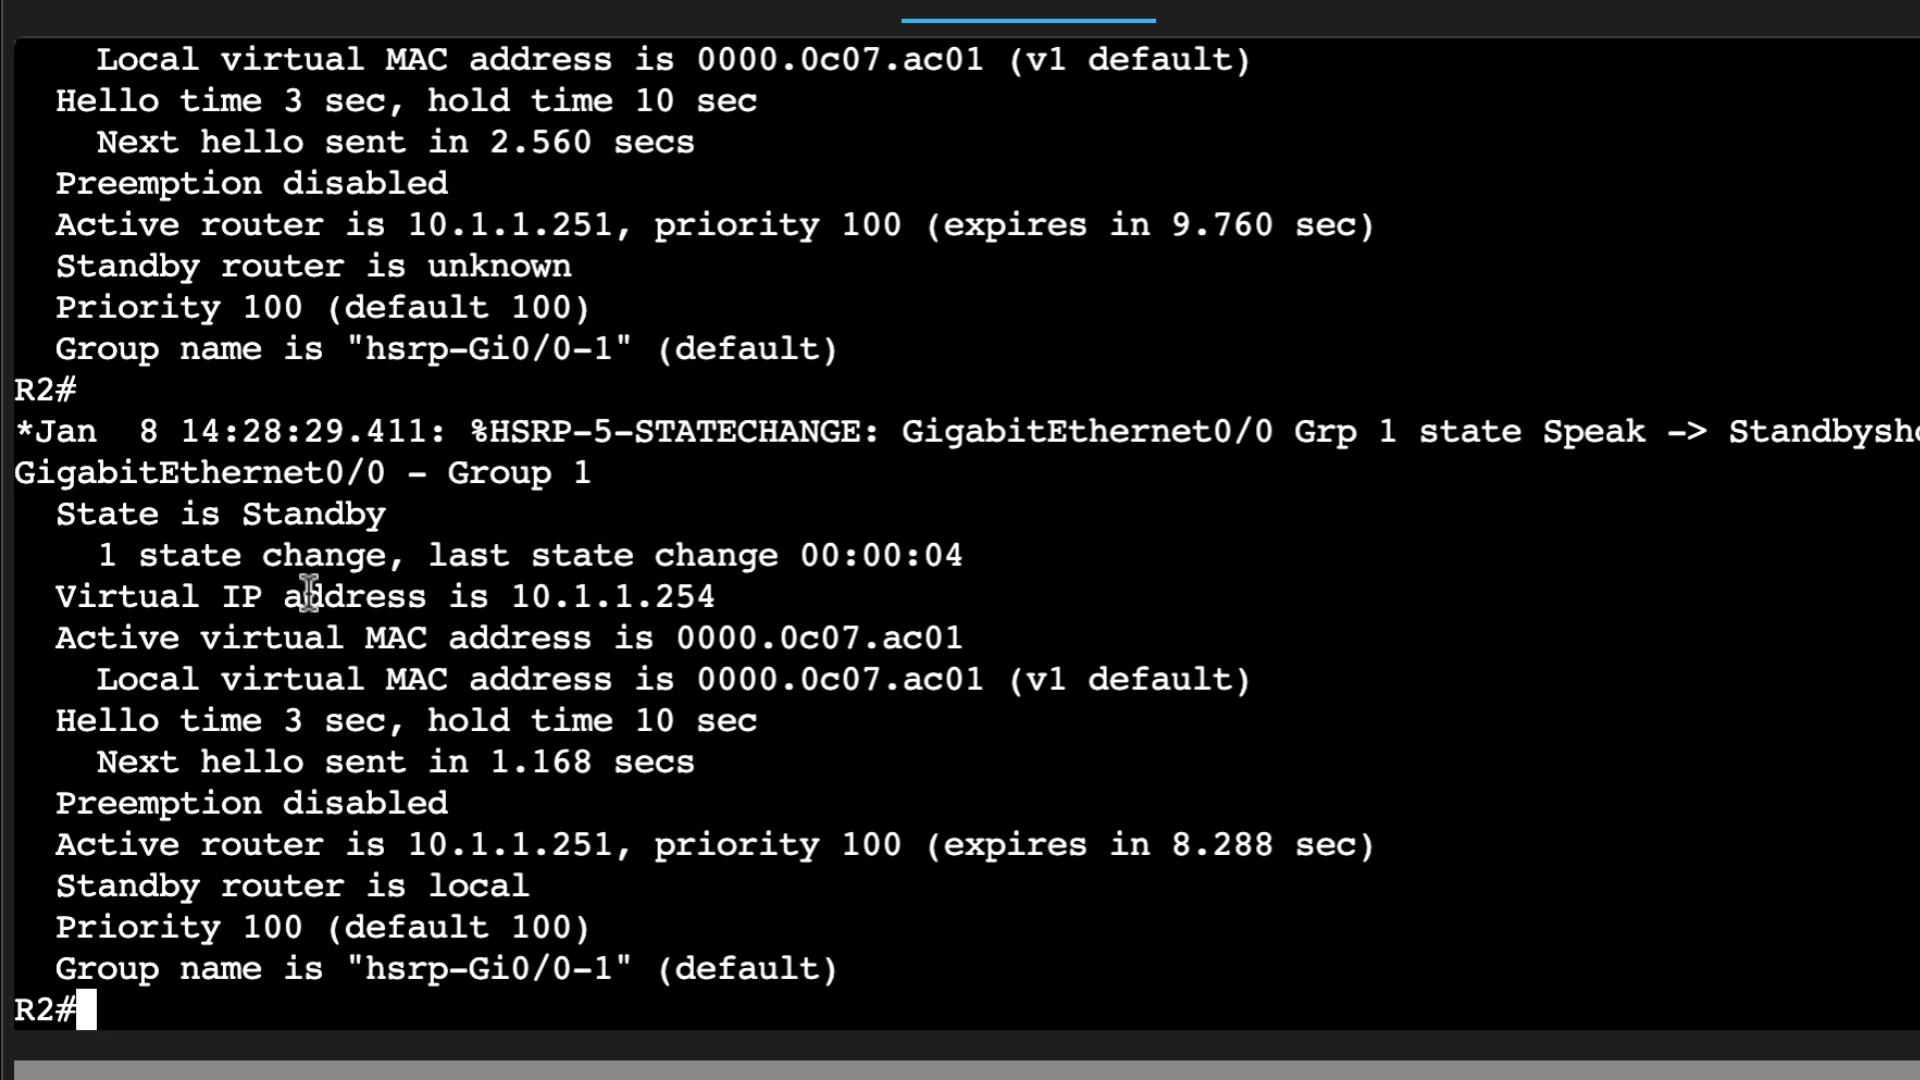 Local virtual MAC address is 0000.0c07.ac01 (v1 default)
Hello time 3 sec, hold time 10 sec
Next hello sent in 2.560 secs
Preemption disabled
Active router is 10.1.1.251, priority 100 (expires in 9.760 sec)
Standby router is unknown
Priority 100 (default 100)
Group name is "hsrp-Gi0/0-1" (default)
R2#
*Jan  8 14:28:29.411: %HSRP-5-STATECHANGE: GigabitEthernet0/0 Grp 1 state Speak -> Standbysh
GigabitEthernet0/0 - Group 1
State is Standby
1 state change, last state change 00:00:04
Virtual IP address is 10.1.1.254
Active virtual MAC address is 0000.0c07.ac01
Local virtual MAC address is 0000.0c07.ac01 (v1 default)
Hello time 3 sec, hold time 10 sec
Next hello sent in 1.168 secs
Preemption disabled
Active router is 10.1.1.251, priority 100 (expires in 8.288 sec)
Standby router is local
Priority 100 (default 100)
Group name is "hsrp-Gi0/0-1" (default)
R2#